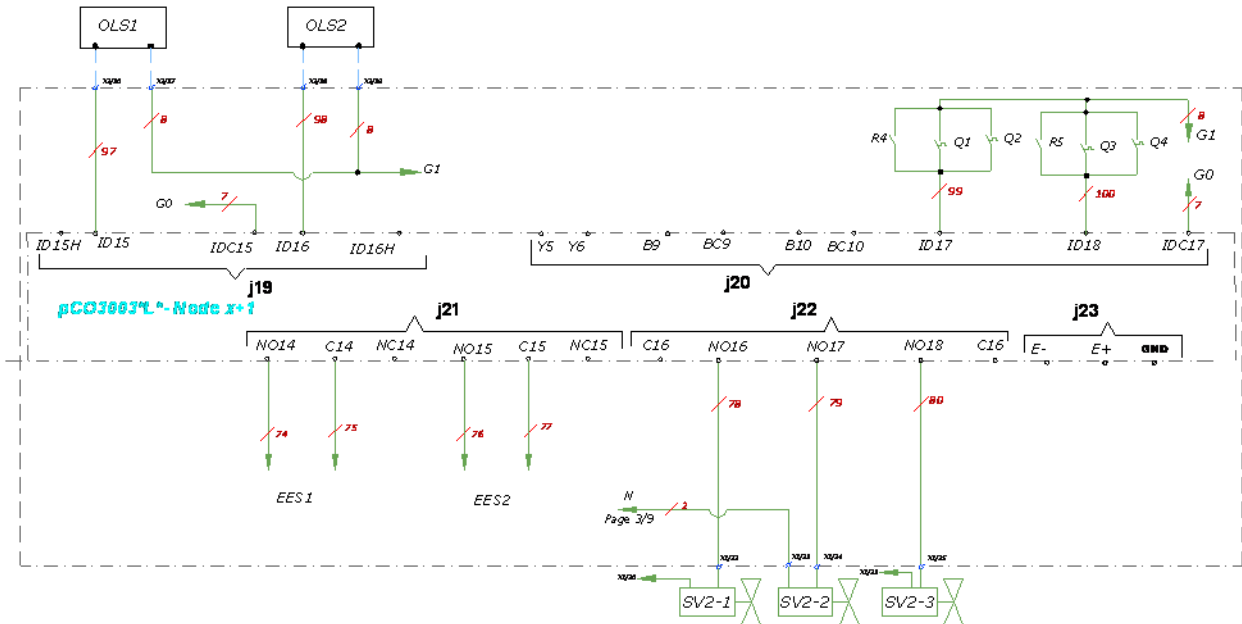 OLS1
OLS2
97
8
98
8
G1
G0
7
R4
Q1
Q2
R5
Q3
Q4
8
G1
G0
99
100
7
ID15H
ID15
IDC15
ID16
ID16H
Y5
Y6
B9
BC9
B10
BC10
ID17
ID18
IDC17
j19
j20
pCO3003"L"- Node x+1
j21
j22
j23
NO14
C14
NC14
NO15
C15
NC15
C16
NO16
NO17
NO18
C16
E-
E+
GND
74
75
76
77
78
79
80
EES1
EES2
N
2
Page 3/9
SV2-1
SV2-2
SV2-3